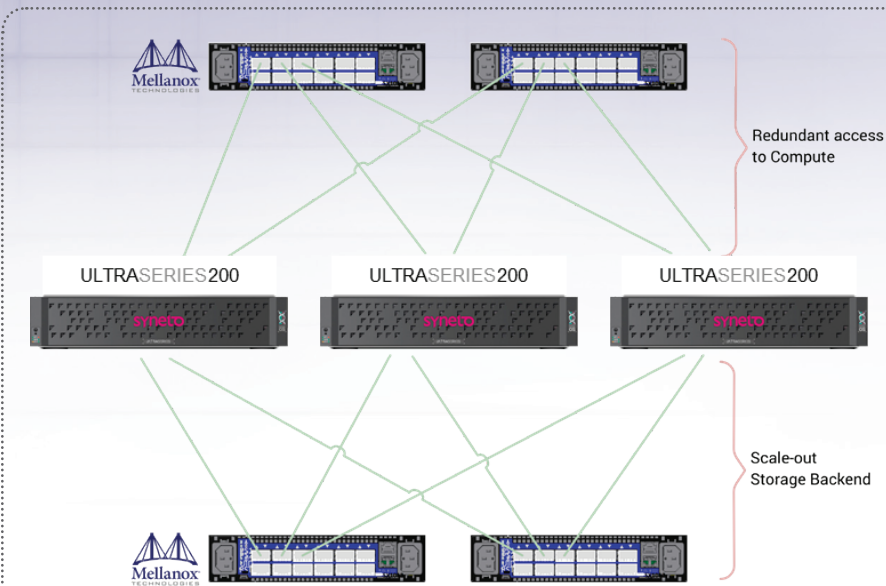 Mellanox
TECHNOLOGIES
Redundant access
to Compute
ULTRASERIES200
ULTRASERIES200
ULTRASERIES200
syneto
syneto
syneto
Scale-out
Storage Backend
Mellanox
TECHNOLOGIES